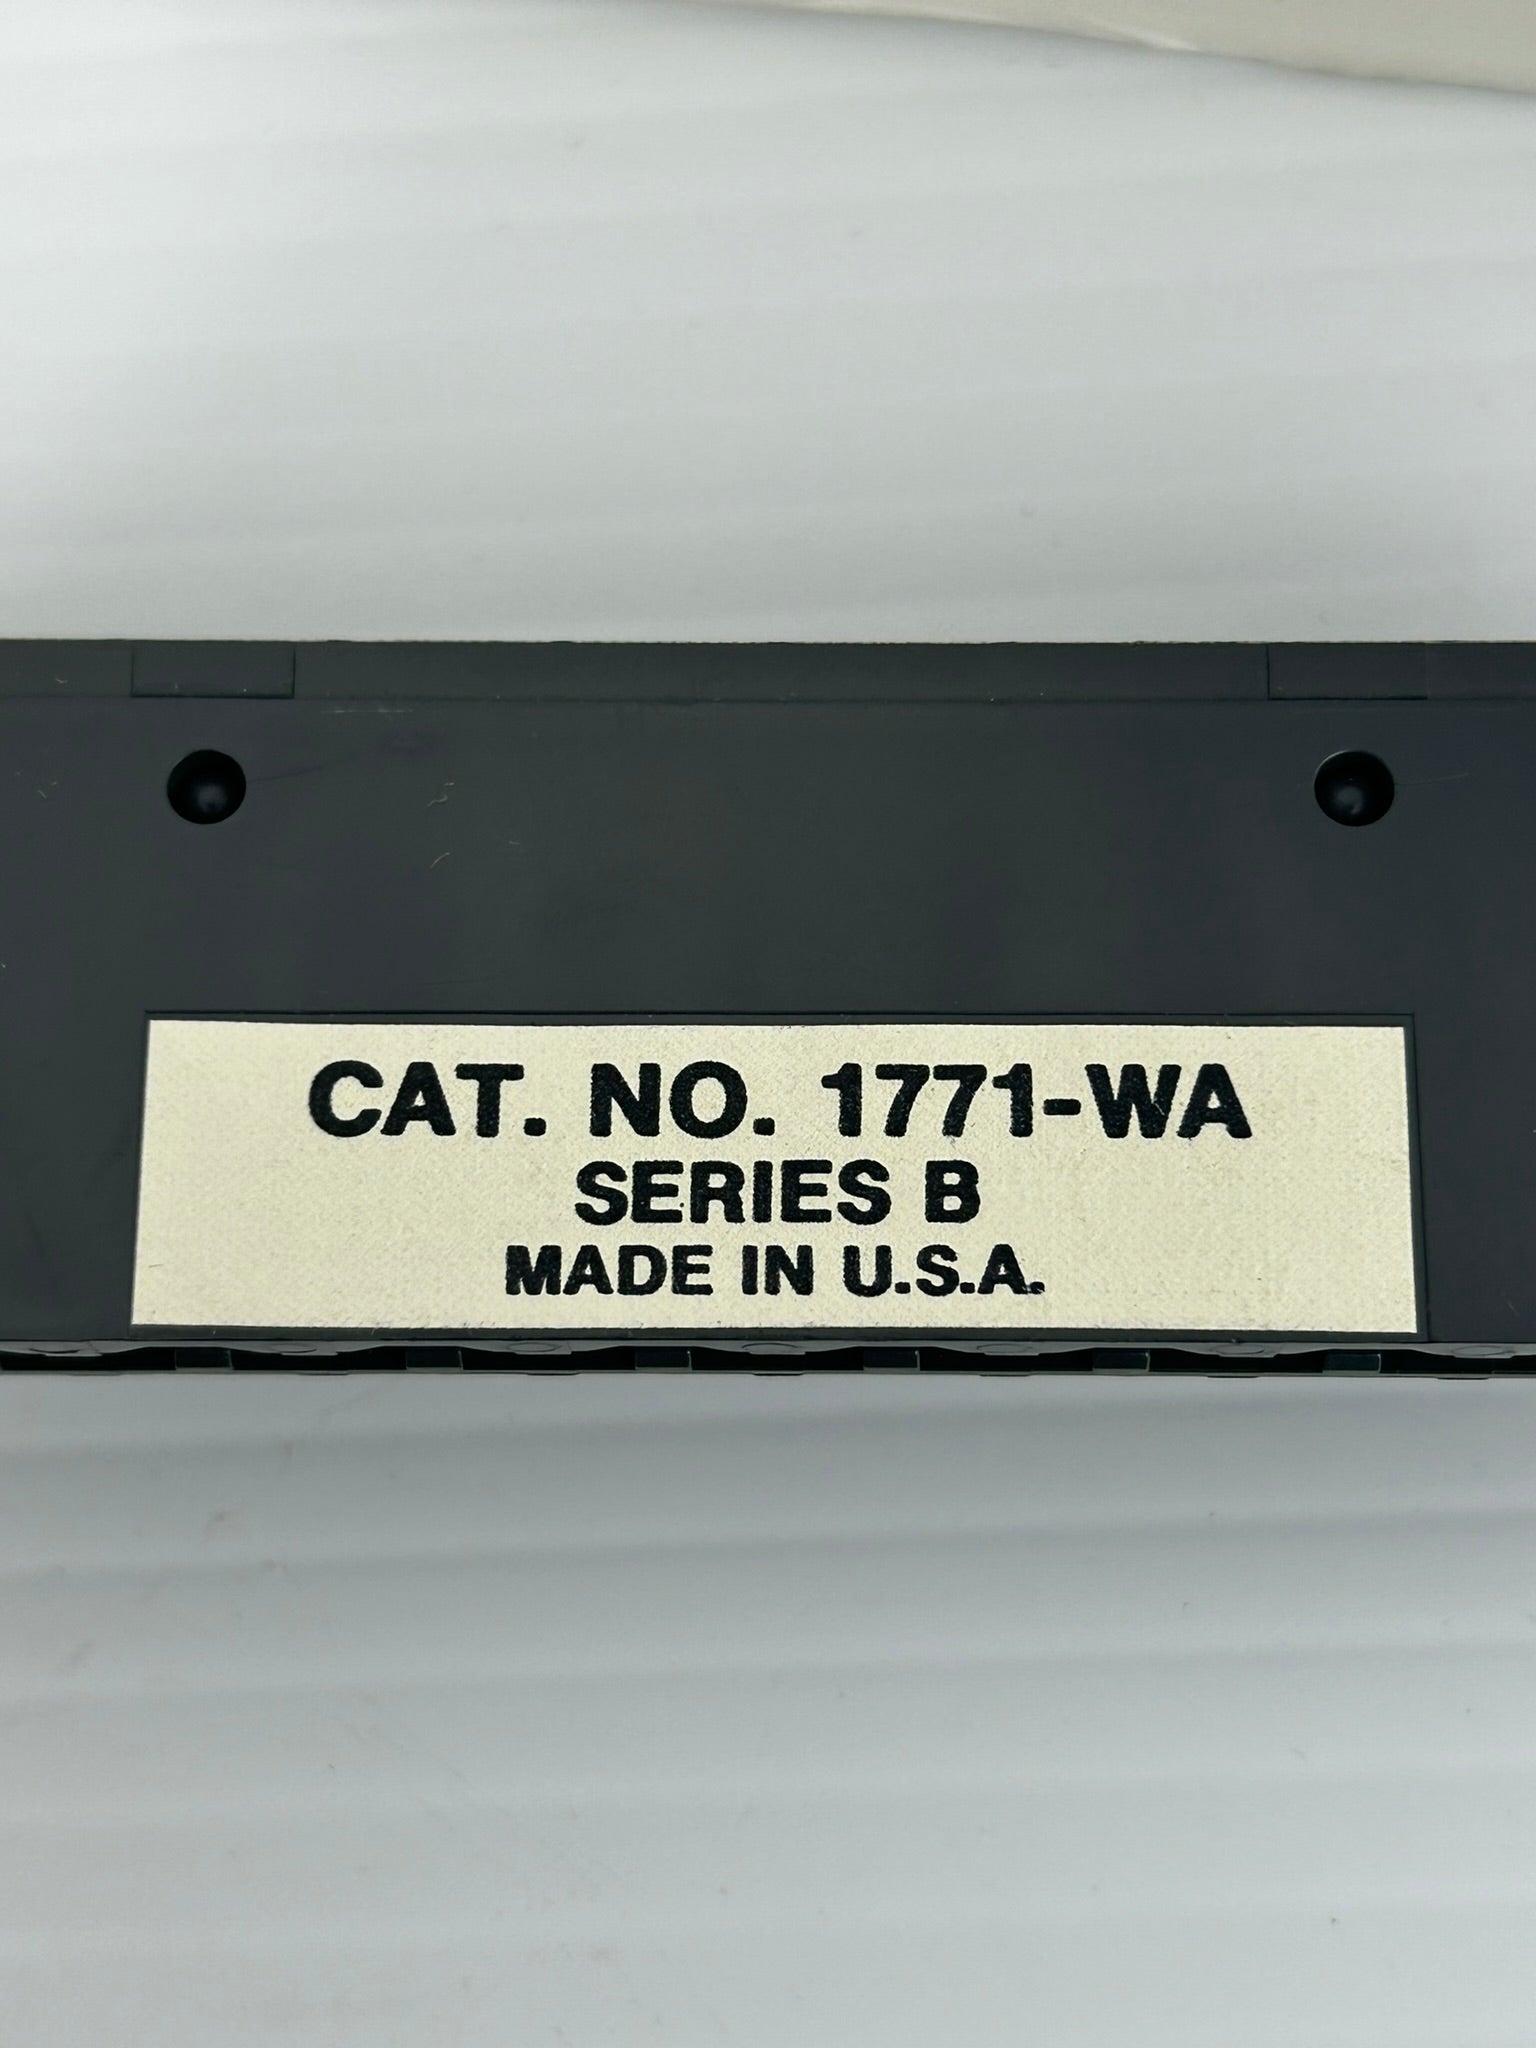 CAT. NO. 1771-WA
SERIES B
MADE IN U.S.A.